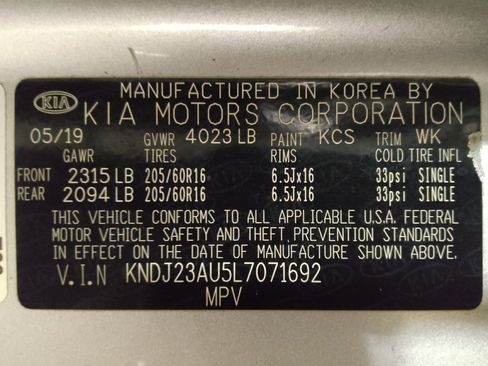 MANUFACTURED IN KOREA BY
KIA KIA MOTORS CORPORATION
05/19 GVWR 4023 LB PAINT KCS TRIM WK
GAWR TIRES RIMS COLD TIRE INFL
FRONT 2315 LB 205/60R16 6.5Jx16 33psi SINGLE
REAR 2094 LB 205/60R16 6.5Jx16 33psi SINGLE
THIS VEHICLE CONFORMS TO ALL APPLICABLE U.S.A. FEDERAL
MOTOR VEHICLE SAFETY AND THEFT PREVENTION STANDARDS
IN EFFECT ON THE DATE OF MANUFACTURE SHOWN ABOVE.
V.I.N KNDJ23AU5L7071692
MPV